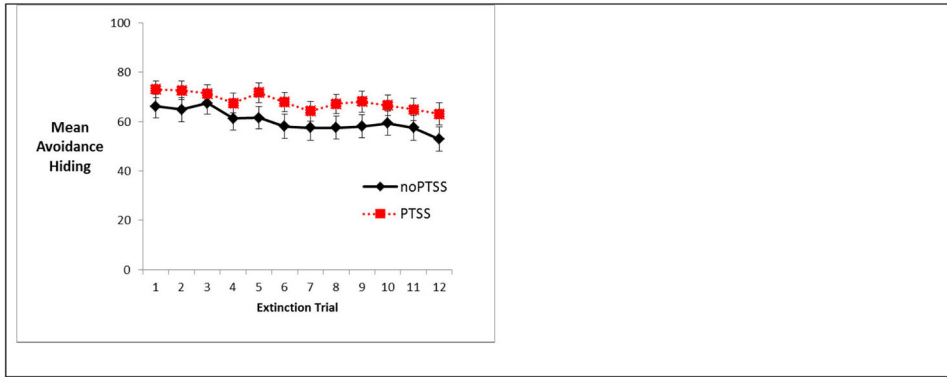 100
80
60
40
20
0
Mean
Avoidance
Hiding
noPTSS
PTSS
1 2 3 4 5 6 7 8 9 10 11 12
Extinction Trial